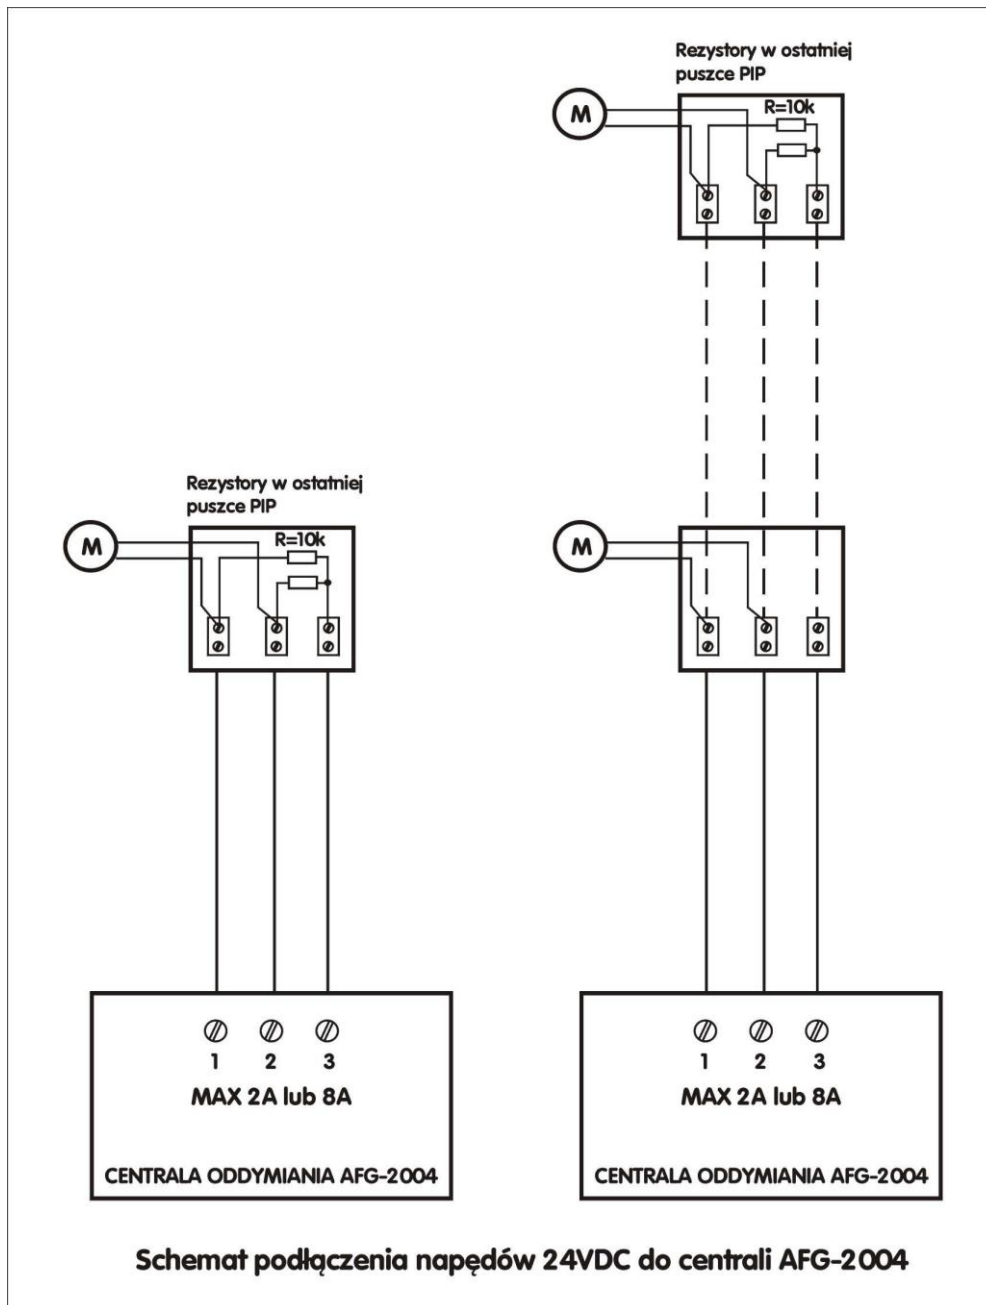 Rezystory w ostatniej
puszce PIP
R=10k
M
Rezystory w ostatniej
puszce PIP
R=10k
M
M
1 2 3
MAX 2A lub 8A
CENTRALA ODDYMIANIA AFG-2004
1 2 3
MAX 2A lub 8A
CENTRALA ODDYMIANIA AFG-2004
Schemat podłączenia napędów 24VDC do centrali AFG-2004